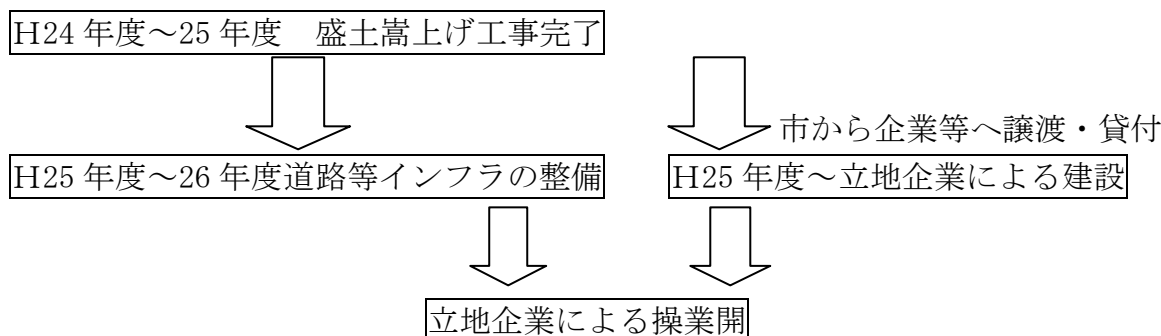 H24 年度～25 年度　盛土嵩上げ工事完了
市から企業等へ譲渡・貸付
H25 年度～26 年度道路等インフラの整備
H25 年度～立地企業による建設
立地企業による操業開